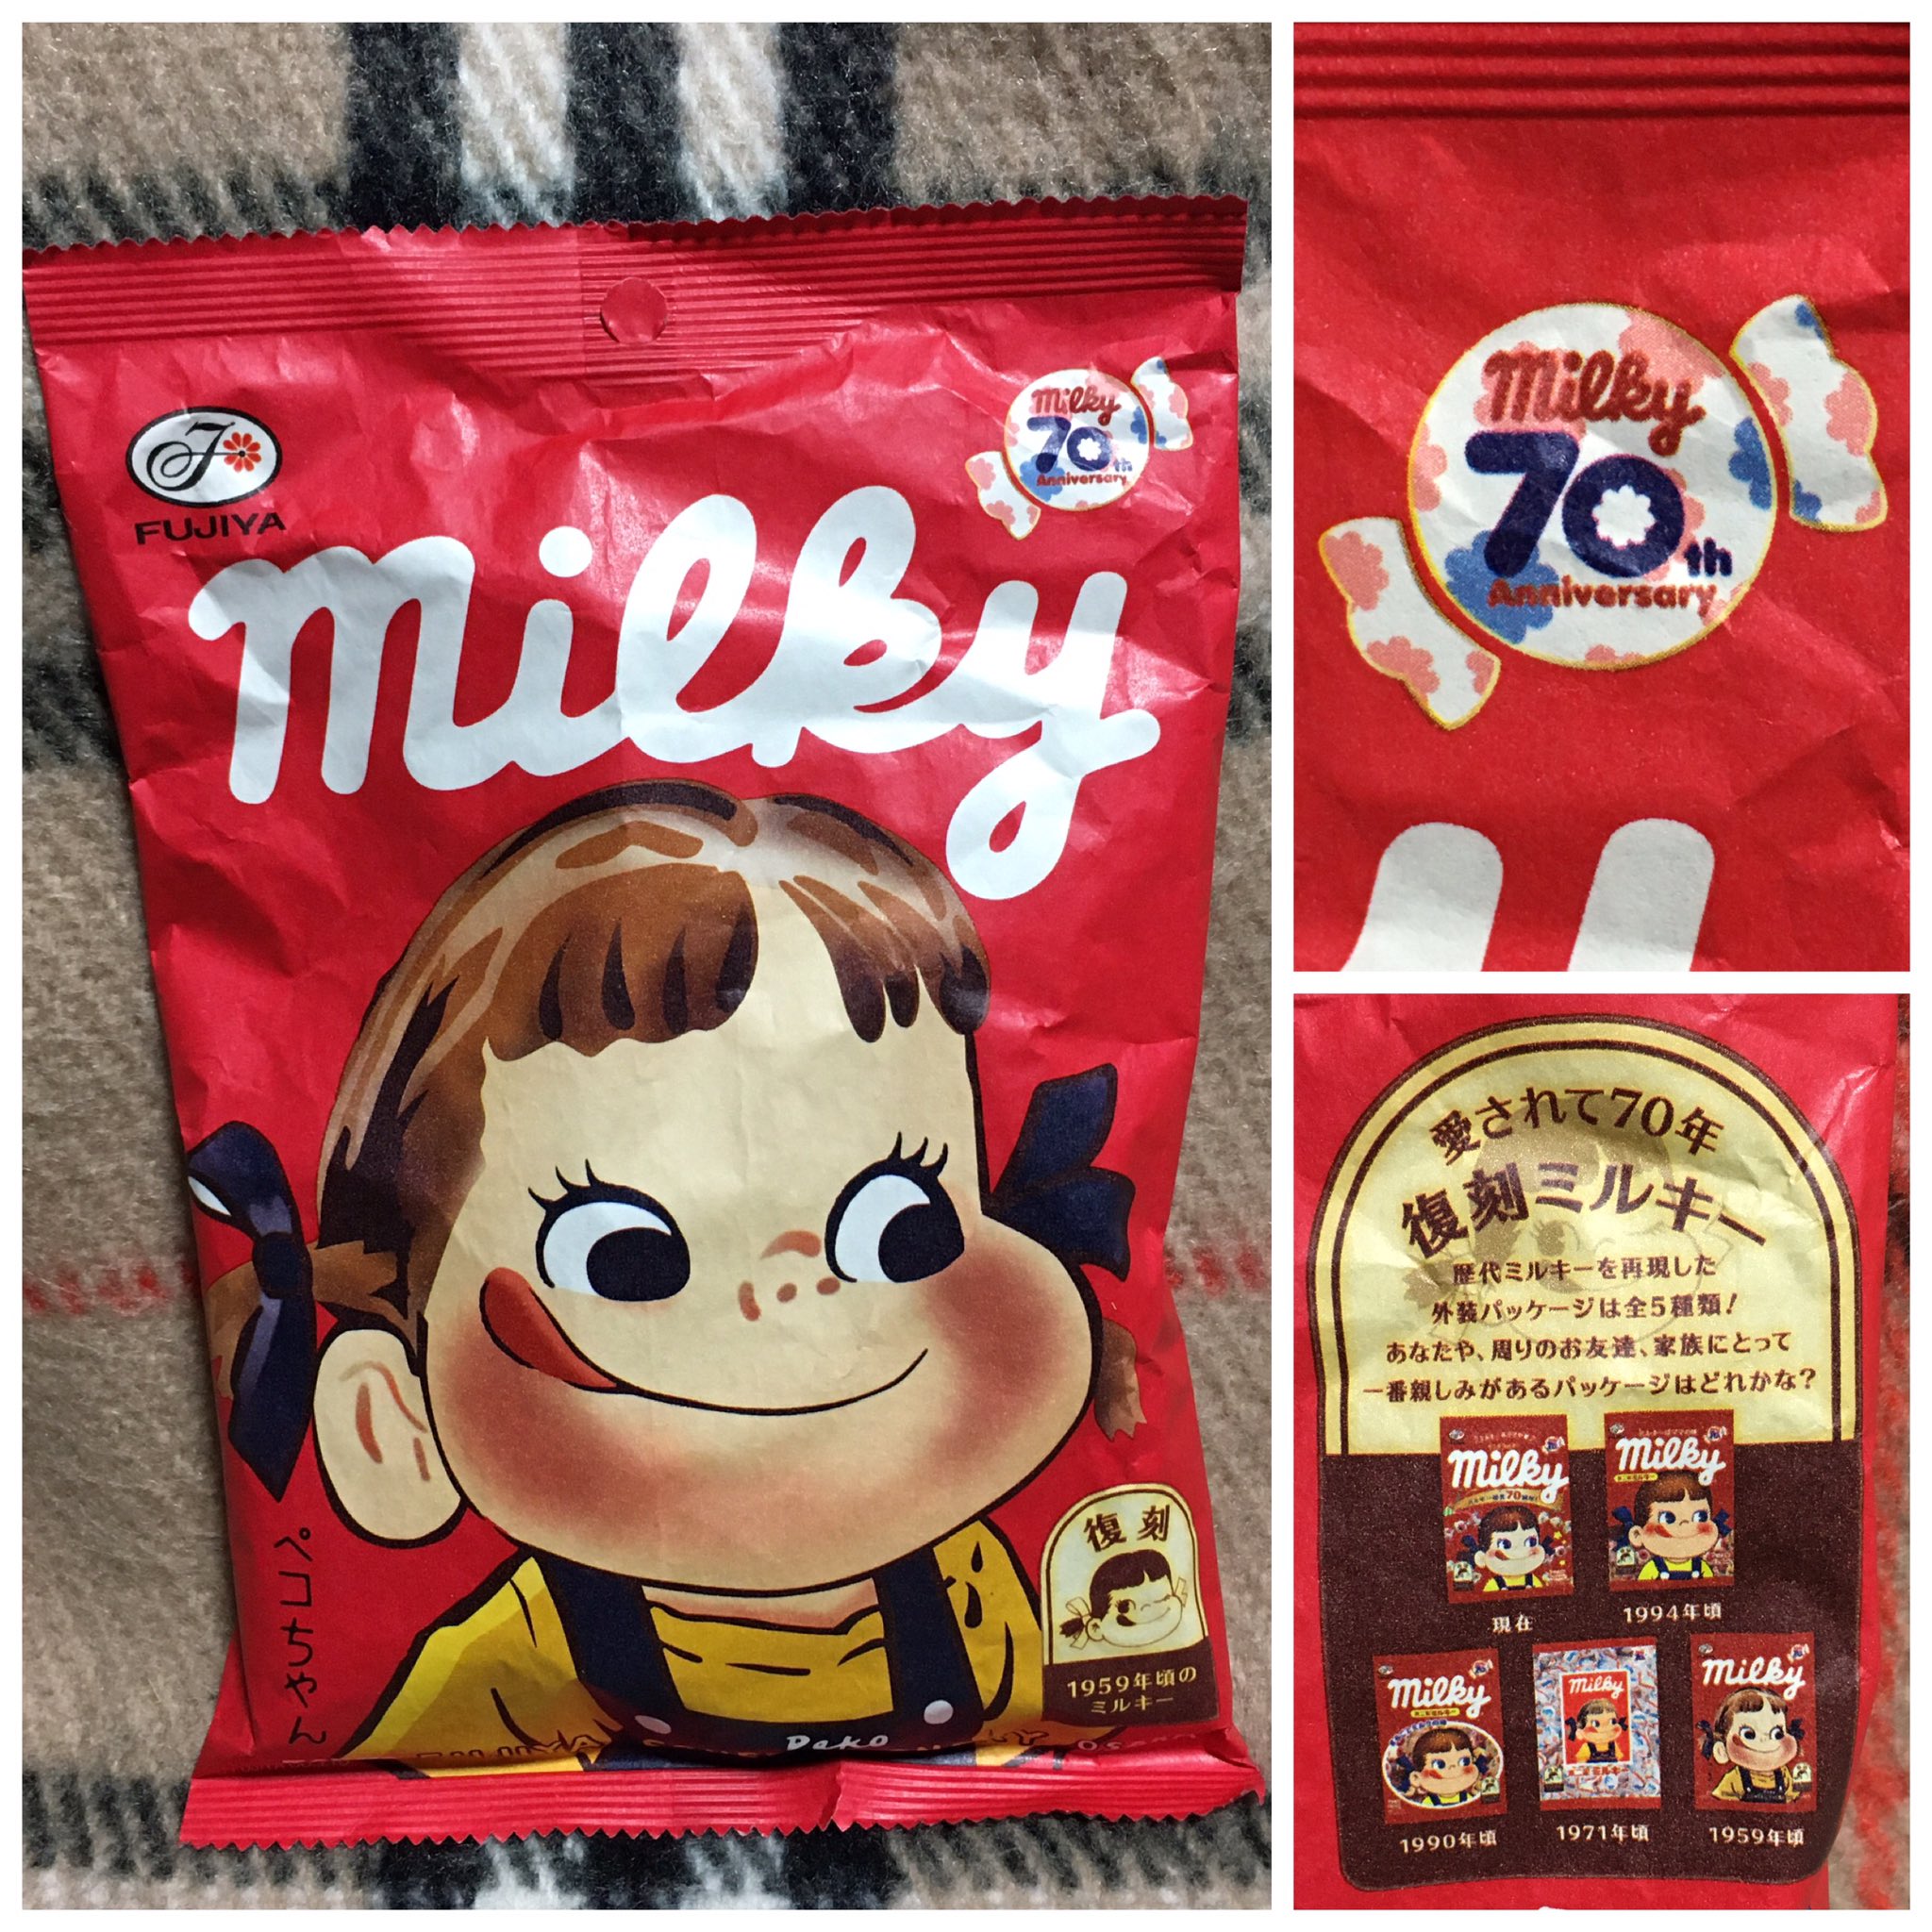 FUJIYA
milky
70th
Anniversary
milky
ペコちゃん
復刻
1959年頃の
ミルキー
Peko
milky
70th
Anniversary
愛されて70年
復刻ミルキー
歴代ミルキーを再現した
外装パッケージは全5種類!
あなたや、周りのお友達、家族にとって
一番親しみがあるパッケージはどれかな?
milky
milky
現在
1994年頃
milky
milky
milky
1990年頃
1971年頃
1959年頃